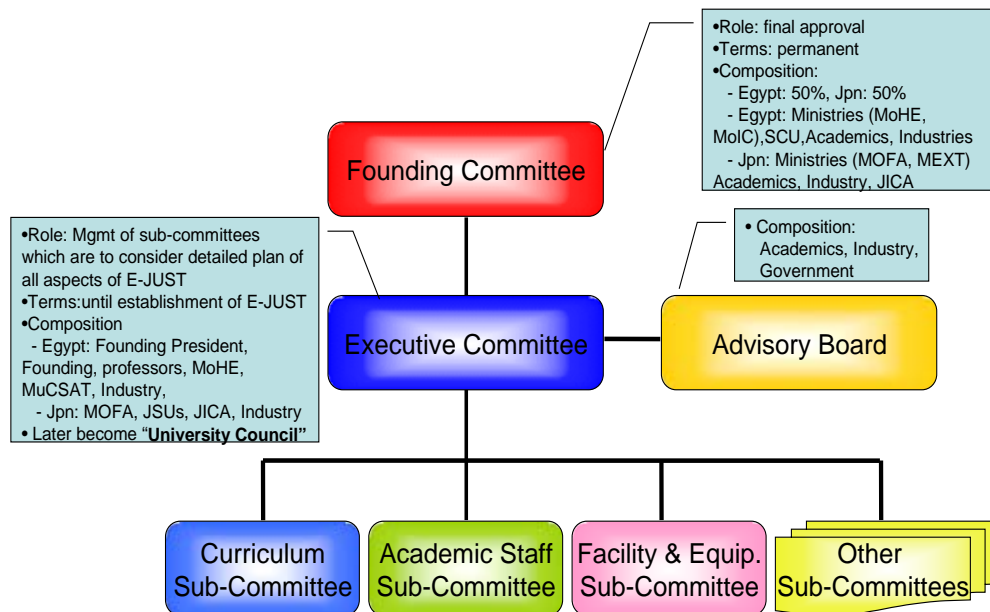 •Role: final approval
•Terms: permanent
•Composition:
- Egypt: 50%, Jpn: 50%
- Egypt: Ministries (MoHE,
MoIC),SCU,Academics, Industries
- Jpn: Ministries (MOFA, MEXT)
Academics, Industry, JICA
Founding Committee
•Role: Mgmt of sub-committees
which are to consider detailed plan of
all aspects of E-JUST
•Terms:until establishment of E-JUST
•Composition
- Egypt: Founding President,
Founding, professors, MoHE,
MuCSAT, Industry,
- Jpn: MOFA, JSUs, JICA, Industry
• Later become “University Council”
• Composition:
Academics, Industry,
Government
Executive Committee
Advisory Board
Curriculum
Sub-Committee
Academic Staff
Sub-Committee
Facility & Equip.
Sub-Committee
Other
Sub-Committees